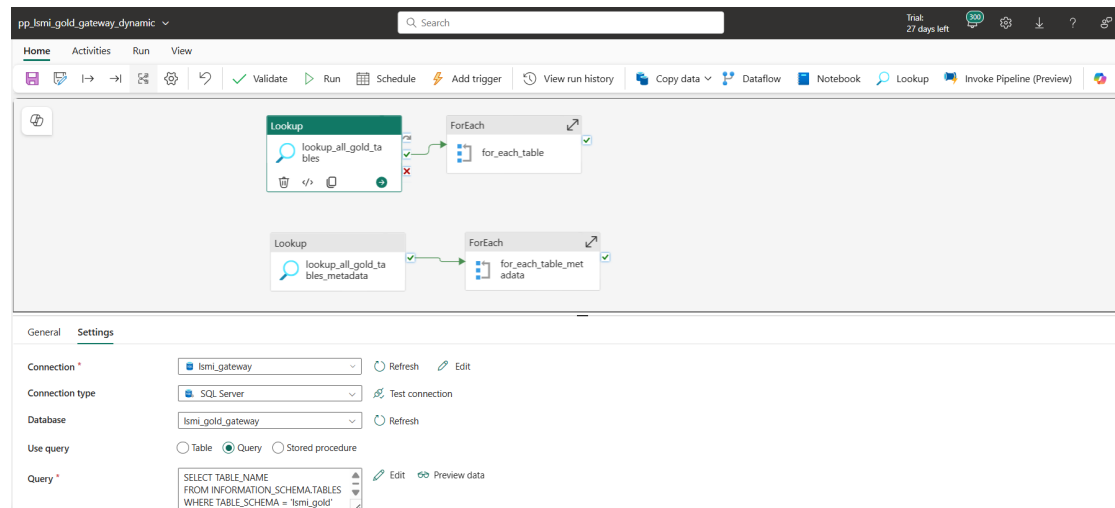 pp_lsmi_gold_gateway_dynamic
Search
Trial:
27 days left
300
Home Activities Run View
Validate Run Schedule Add trigger View run history Copy data Dataflow Notebook Lookup Invoke Pipeline (Preview)
Lookup
lookup_all_gold_ta
bles
ForEach
for_each_table
Lookup
lookup_all_gold_ta
bles_metadata
ForEach
for_each_table_met
adata
General Settings
Connection * lsmi_gateway Refresh Edit
Connection type SQL Server Test connection
Database lsmi_gold_gateway Refresh
Use query Table Query Stored procedure
Query * SELECT TABLE_NAME Edit Preview data
FROM INFORMATION_SCHEMA.TABLES
WHERE TABLE_SCHEMA = 'lsmi_gold'